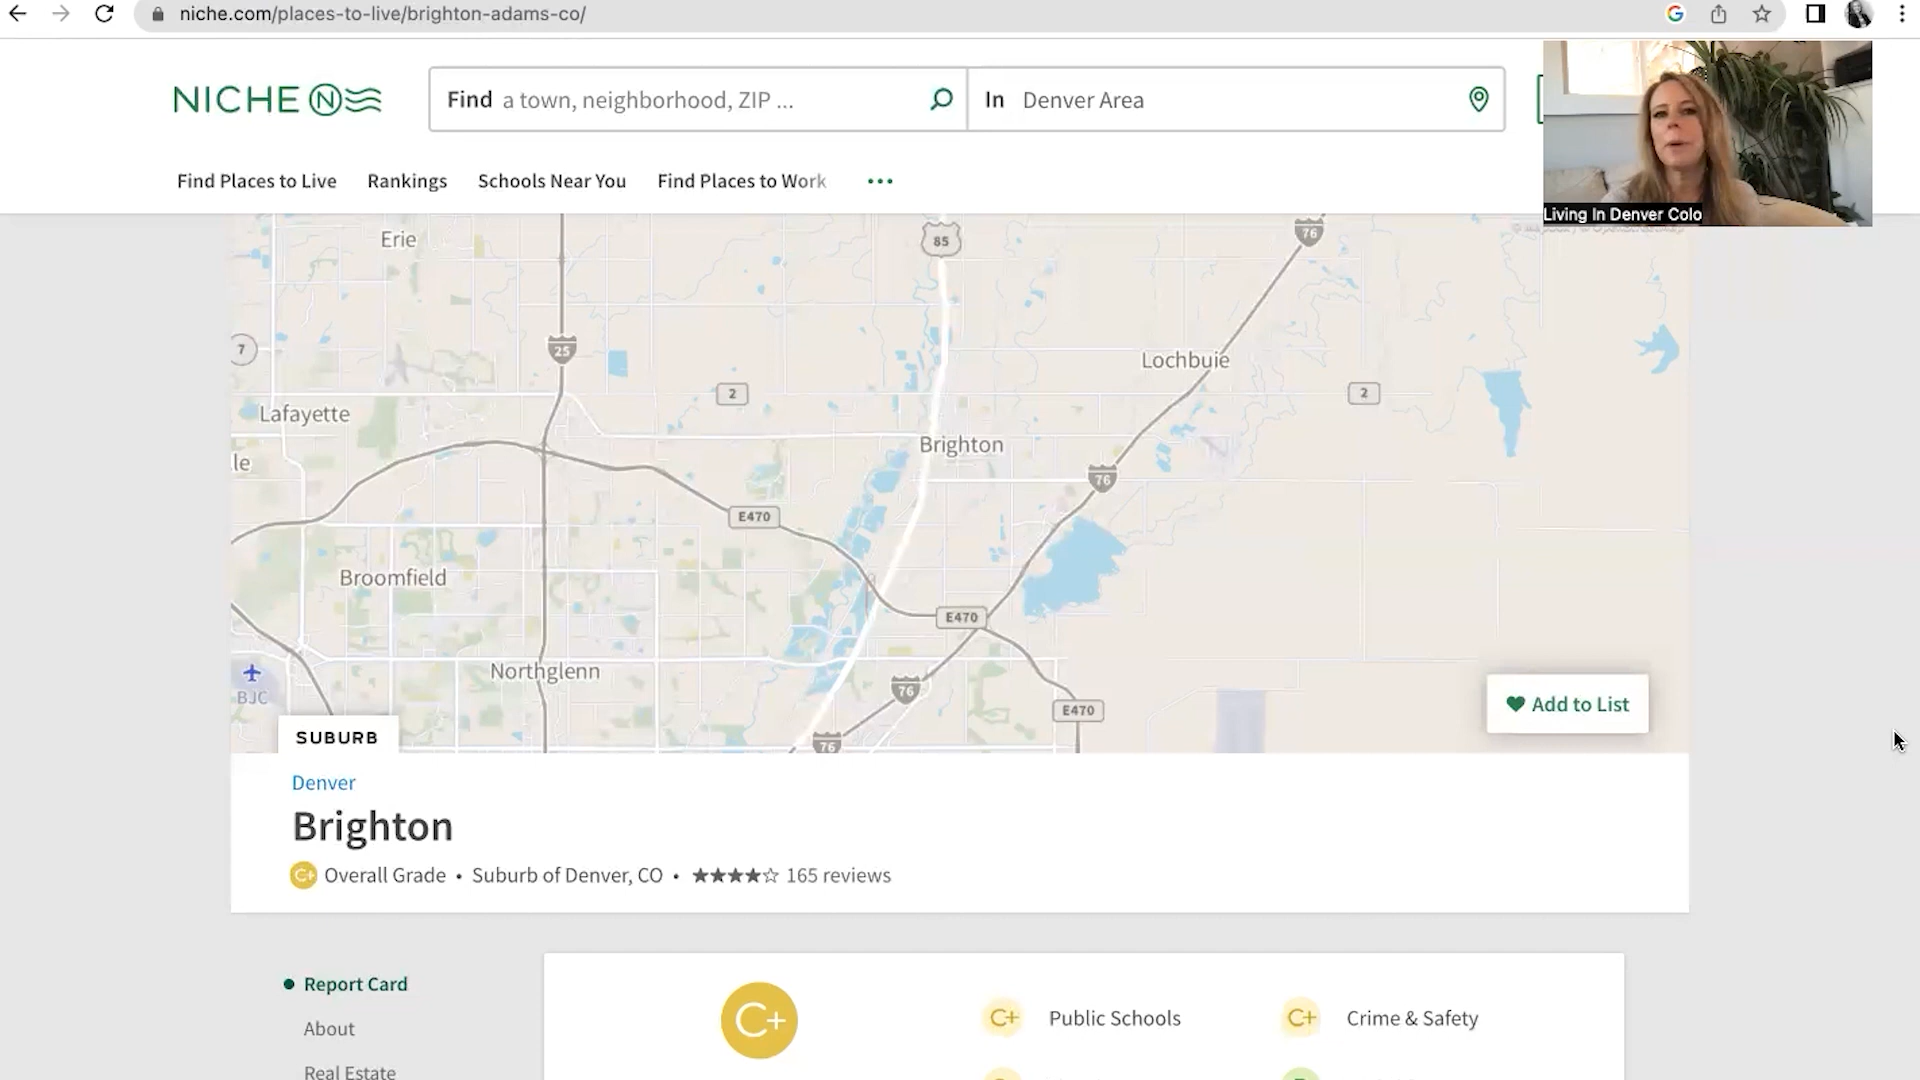 niche.com/places-to-live/brighton-adams-co/
NICHE N
Find a town, neighborhood, ZIP ...
In Denver Area
Find Places to Live
Rankings
Schools Near You
Find Places to Work
•••
Living In Denver Colo
Erie
85
76
7
25
Lochbuie
2
2
Lafayette
Brighton
le
76
E470
Broomfield
E470
Northglenn
BJC
76
E470
76
Add to List
SUBURB
Denver
Brighton
C+ Overall Grade • Suburb of Denver, CO • 165 reviews
Report Card
About
Real Estate
C+
C+ Public Schools
C+ Crime & Safety